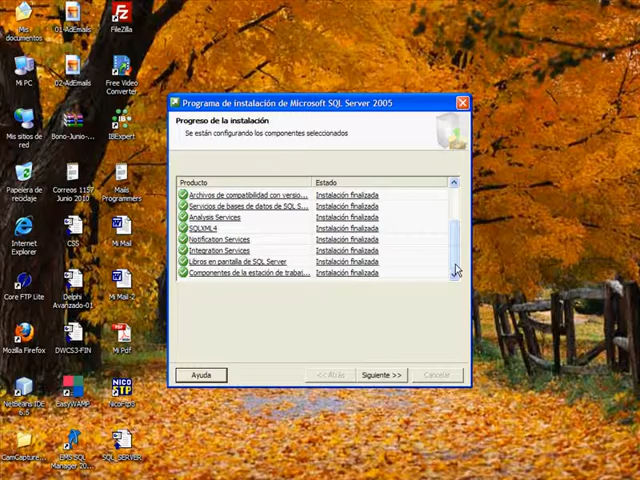 Mis documentos
01-AdEmails
FileZilla
Mi PC
02-AdEmails
Free Video Converter
Mis sitios de red
Bono-Junio-...
IBExpert
Papelera de reciclaje
Correos 1157 Junio 2010
Mails Programmers
Internet Explorer
CSS
Mi Mail
Core FTP Lite
Delphi Avanzado-01
Mi Mail-2
Mozilla Firefox
DWCS3-FIN
Mi Pdf
NetBeans IDE 6.8
EasyWAMP
NicoFtp8
CamCapture...
EMS SQL Manager 20...
SQL_SERVER
Programa de instalación de Microsoft SQL Server 2005
Progreso de la instalación
Se están configurando los componentes seleccionados
Producto Estado
Archivos de compatibilidad con versio... Instalación finalizada
Servicios de bases de datos de SQL S... Instalación finalizada
Analysis Services Instalación finalizada
SQLXML4 Instalación finalizada
Notification Services Instalación finalizada
Integration Services Instalación finalizada
Libros en pantalla de SQL Server Instalación finalizada
Componentes de la estación de trabaj... Instalación finalizada
Ayuda << Atrás Siguiente >> Cancelar